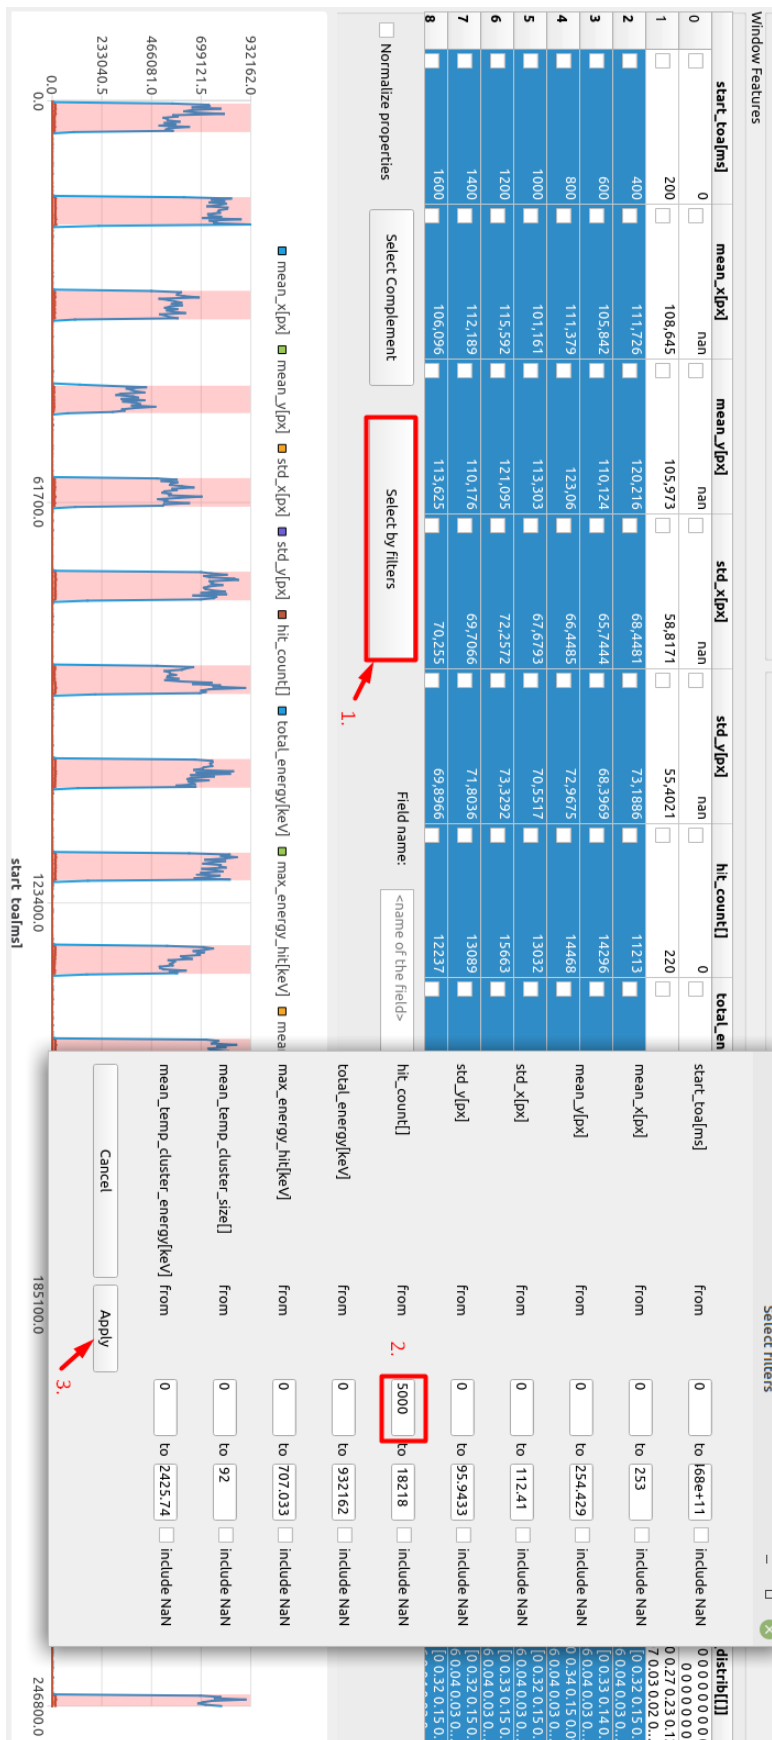 Window Features
start_toa[ms] mean_x[px] mean_y[px] std_x[px] std_y[px] hit_count[] total_en
0 0 nan nan nan nan 0
1 200 108,645 105,973 58,8171 55,4021 220
2 400 111,726 120,216 68,4481 73,1886 11213
3 600 105,842 110,124 65,7444 68,3969 14296
4 800 111,379 123,06 66,4485 72,9675 14468
5 1000 101,161 113,303 67,6793 70,5517 13032
6 1200 115,592 121,095 72,2572 73,3292 15663
7 1400 112,189 110,176 69,7066 71,8036 13089
8 1600 106,096 113,625 70,255 69,8966 12237
Normalize properties Select Complement Select by filters Field name: <name of the field>
1.
mean_x[px] mean_y[px] std_x[px] std_y[px] hit_count[] total_energy[keV] max_energy_hit[keV] mea
932162.0
699121.5
466081.0
233040.5
0.0
0.0 61700.0 123400.0 185100.0 246800.0
start_toa[ms]
Select Filters
start_toa[ms] from 0 to 168e+11 include NaN
mean_x[px] from 0 to 253 include NaN
mean_y[px] from 0 to 254.429 include NaN
std_x[px] from 0 to 112.41 include NaN
std_y[px] from 0 to 95.9433 include NaN
hit_count[] from 5000 to 18218 include NaN
2.
total_energy[keV] from 0 to 932162 include NaN
max_energy_hit[keV] from 0 to 707.033 include NaN
mean_temp_cluster_size[] from 0 to 92 include NaN
mean_temp_cluster_energy[keV] from 0 to 2425.74 include NaN
Cancel Apply
3.
_distrib[[]]